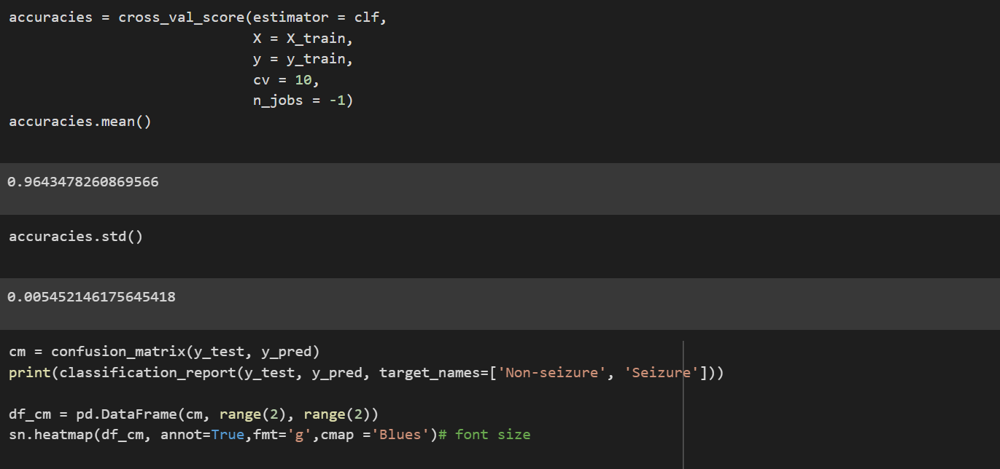 accuracies = cross_val_score(estimator = clf,
                             X = X_train,
                             y = y_train,
                             cv = 10,
                             n_jobs = -1)
accuracies.mean()
0.9643478260869566
accuracies.std()
0.005452146175645418
cm = confusion_matrix(y_test, y_pred)
print(classification_report(y_test, y_pred, target_names=['Non-seizure', 'Seizure']))
df_cm = pd.DataFrame(cm, range(2), range(2))
sn.heatmap(df_cm, annot=True,fmt='g',cmap ='Blues')# font size